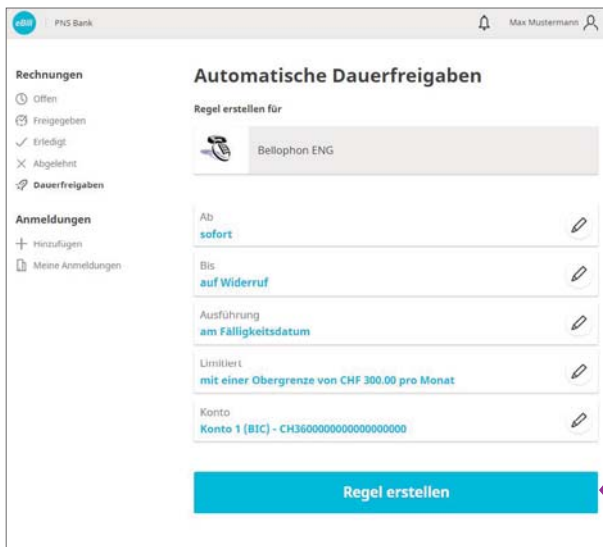 eBill
PNS Bank
Max Mustermann
Rechnungen
Offen
Freigegeben
Erledigt
Abgelehnt
Dauerfreigaben
Anmeldungen
Hinzufügen
Meine Anmeldungen
Automatische Dauerfreigaben
Regel erstellen für
Bellophon ENG
Ab
sofort
Bis
auf Widerruf
Ausführung
am Fälligkeitsdatum
Limitiert
mit einer Obergrenze von CHF 300.00 pro Monat
Konto
Konto 1 (BIC) - CH3600000000000000000
Regel erstellen